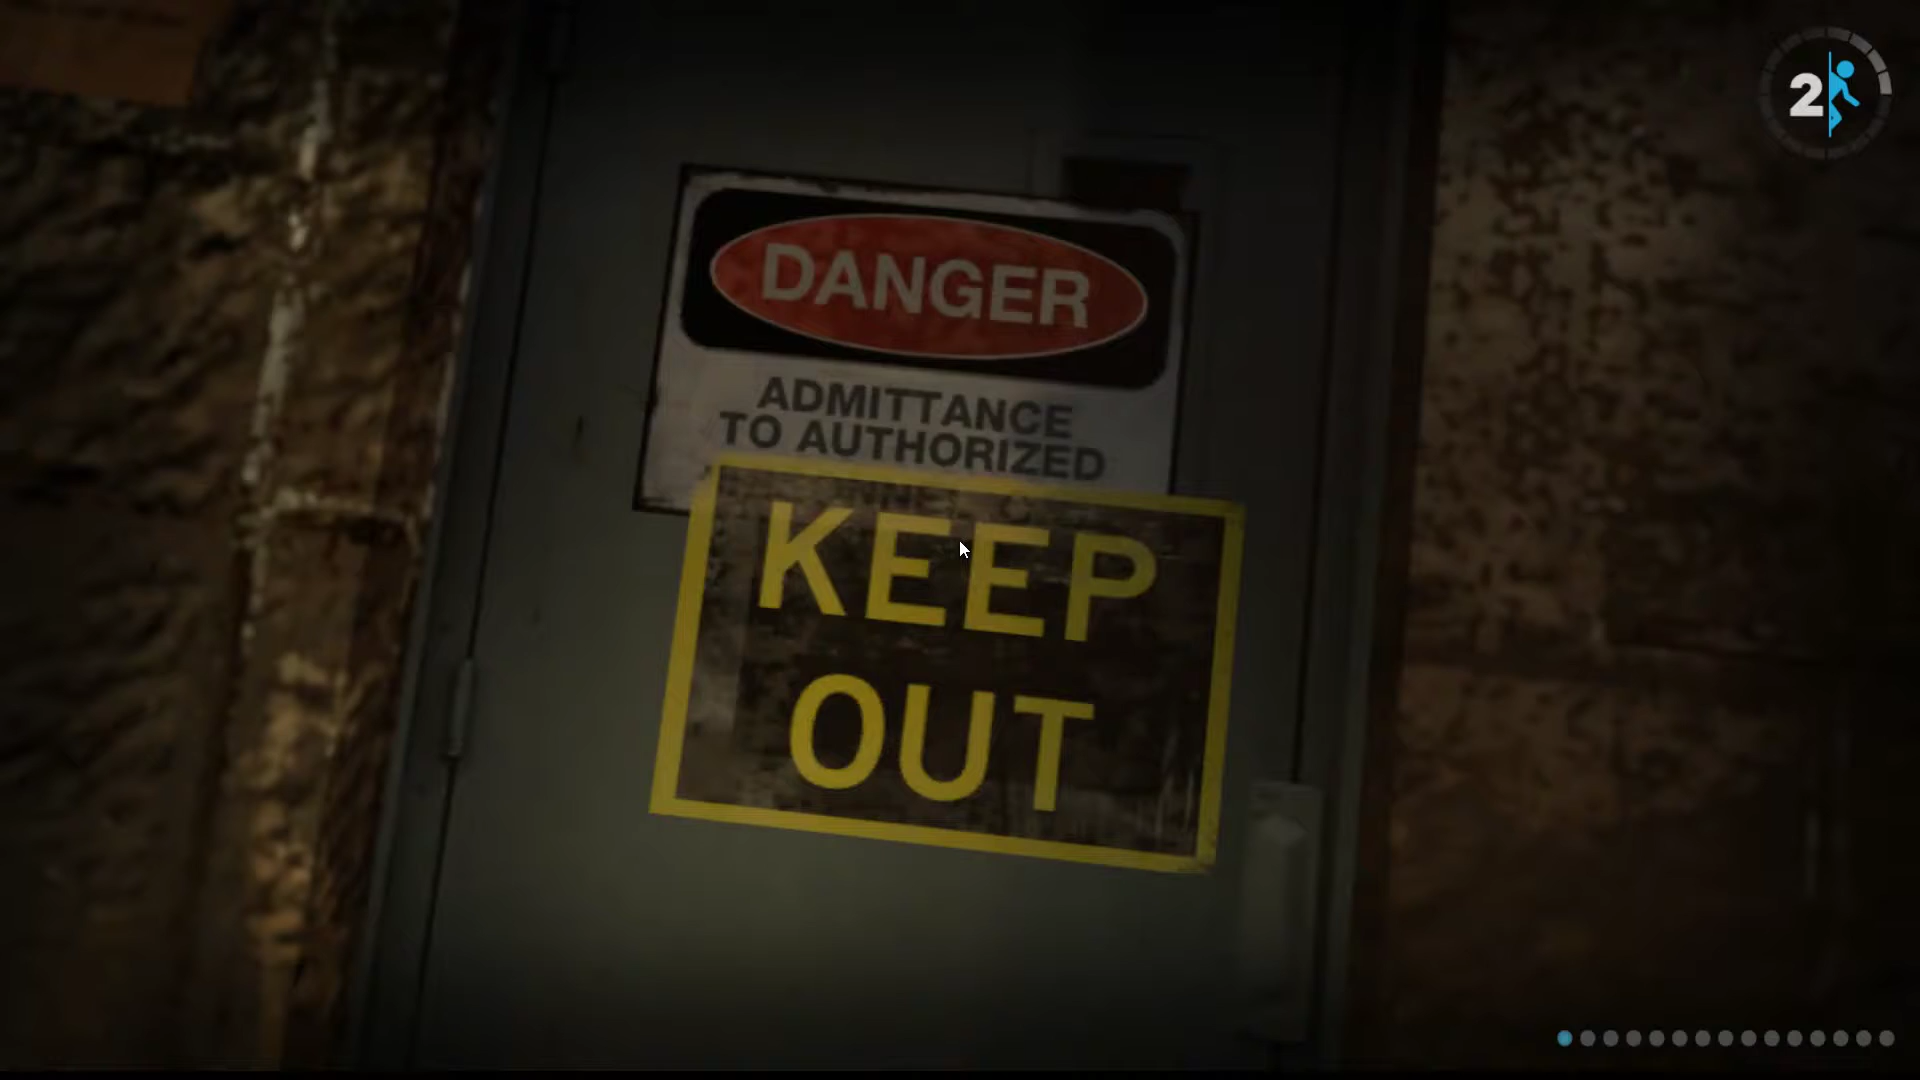 2
DANGER
ADMITTANCE
TO AUTHORIZED
KEEP
OUT